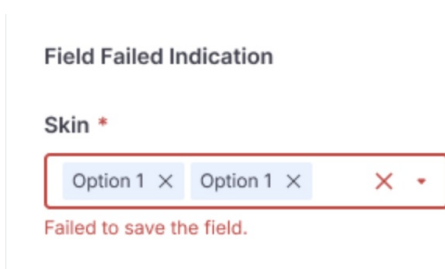 Field Failed Indication
Skin *
Option 1 × Option 1 ×
Failed to save the field.